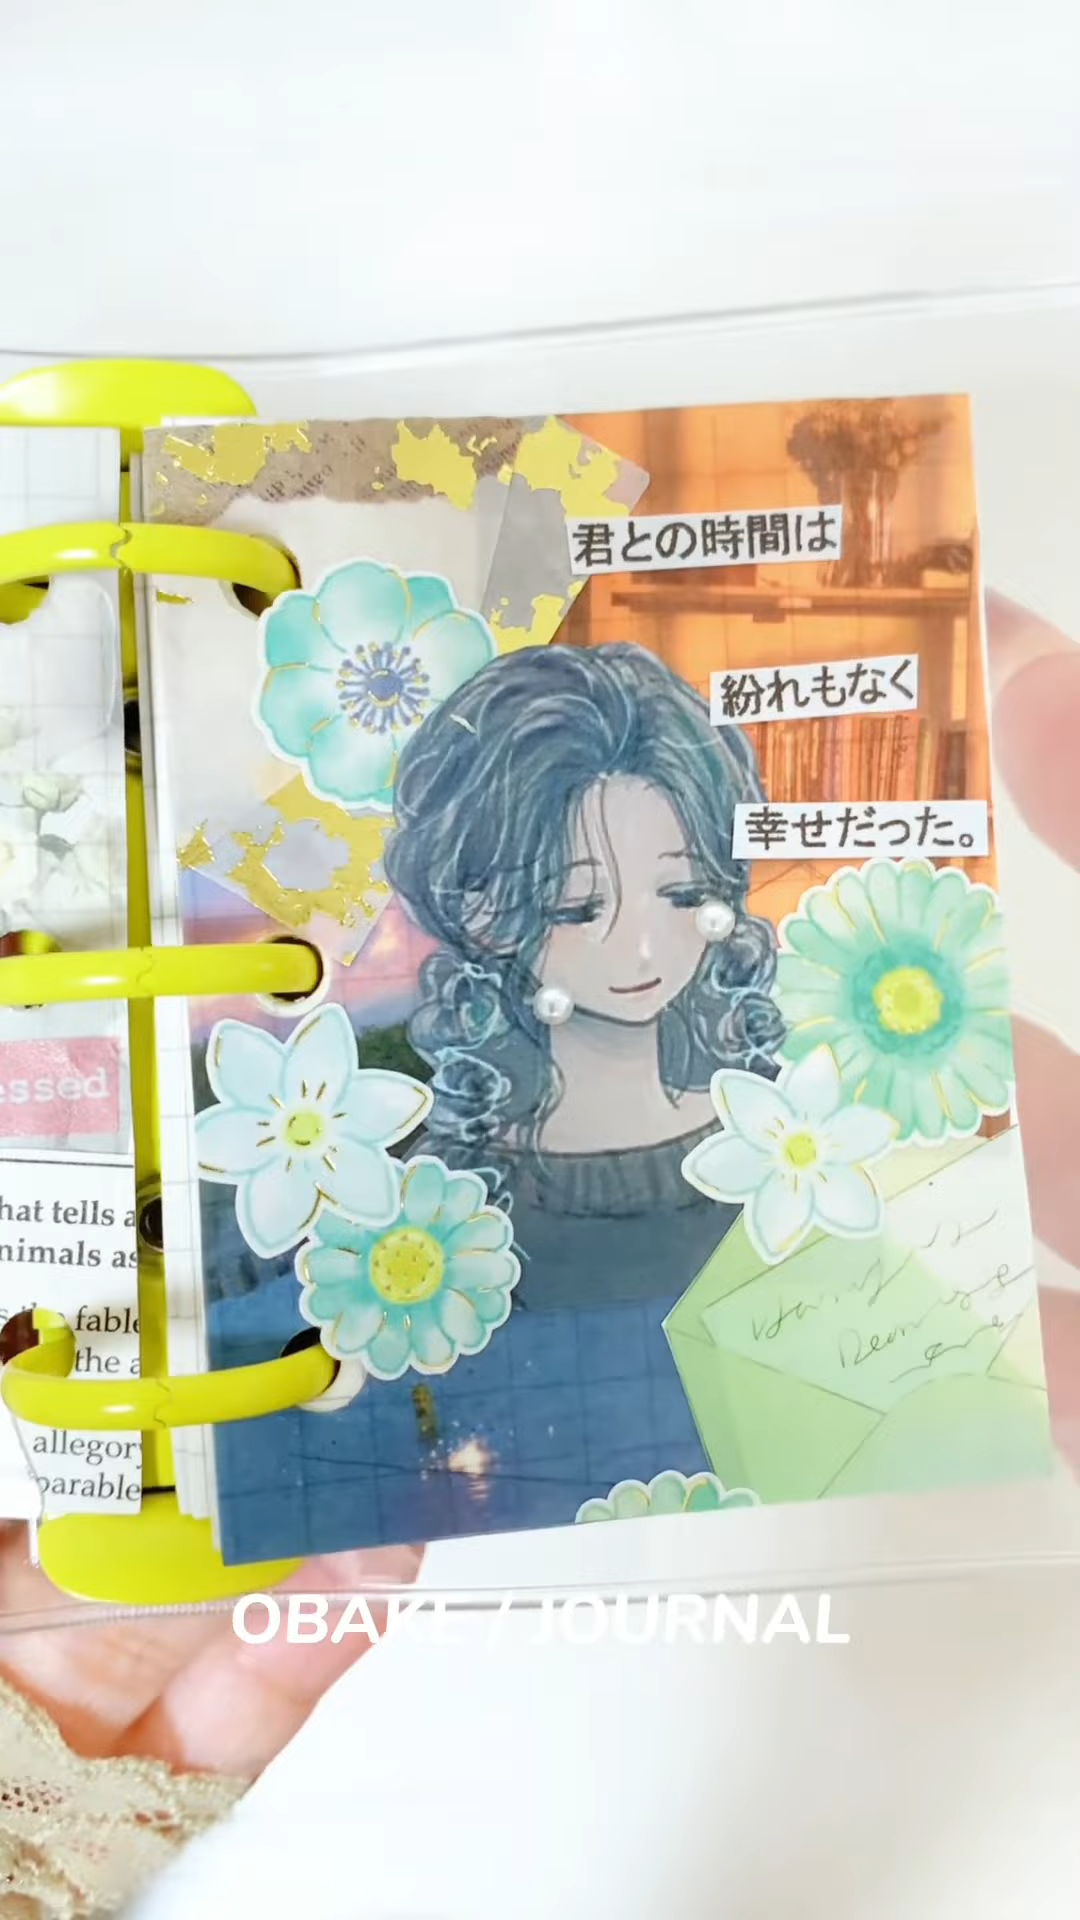 君との時間は
紛れもなく
幸せだった。
essed
hat tells a
nimals as
fable
the a
allegory
parable
OBAKE / JOURNAL